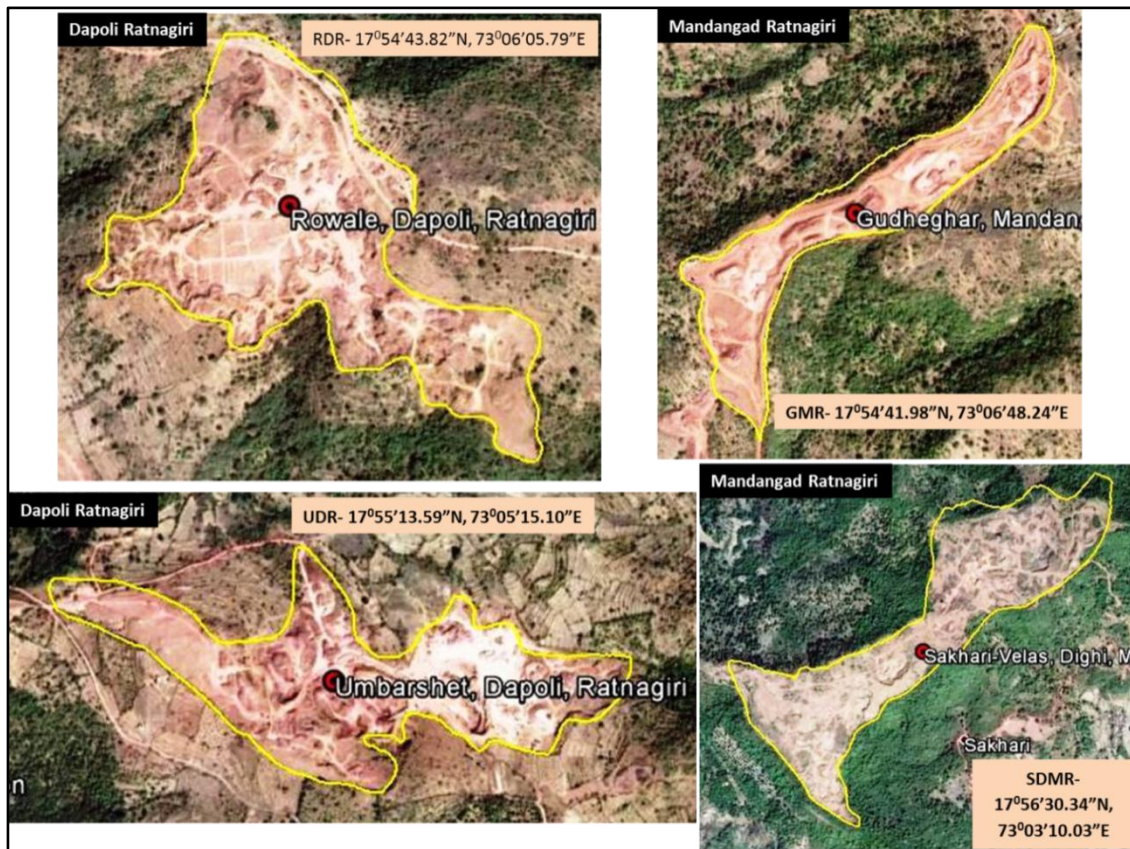 Dapoli Ratnagiri
RDR- 17⁰54’43.82”N, 73⁰06’05.79”E
Rowale, Dapoli, Ratnagiri
Mandangad Ratnagiri
Gudheghar, Mandang
GMR- 17⁰54’41.98”N, 73⁰06’48.24”E
Dapoli Ratnagiri
UDR- 17⁰55’13.59”N, 73⁰05’15.10”E
Umbarshet, Dapoli, Ratnagiri
n
Mandangad Ratnagiri
Sakhari-Velas, Dighi, M
Sakhari
SDMR-
17⁰56’30.34”N,
73⁰03’10.03”E